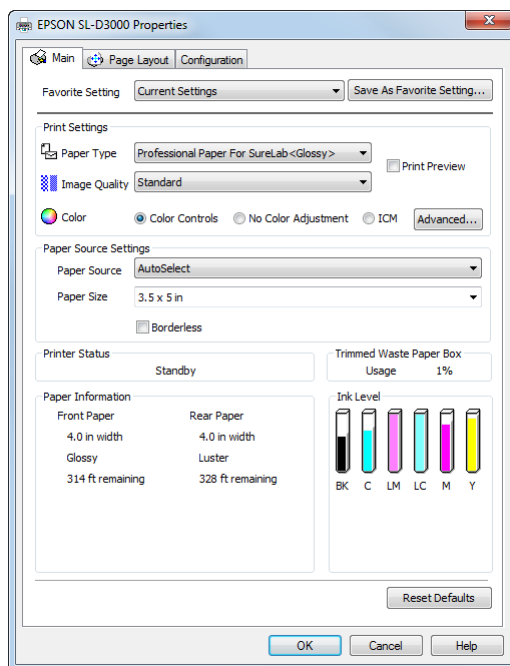 EPSON SL-D3000 Properties
Main Page Layout Configuration
Favorite Setting Current Settings Save As Favorite Setting...
Print Settings
Paper Type Professional Paper For SureLab<Glossy>
Print Preview
Image Quality Standard
Color Color Controls No Color Adjustment ICM Advanced...
Paper Source Settings
Paper Source AutoSelect
Paper Size 3.5 x 5 in
Borderless
Printer Status
Standby
Trimmed Waste Paper Box
Usage 1%
Paper Information
Front Paper Rear Paper
4.0 in width 4.0 in width
Glossy Luster
314 ft remaining 328 ft remaining
Ink Level
BK C LM LC M Y
Reset Defaults
OK Cancel Help